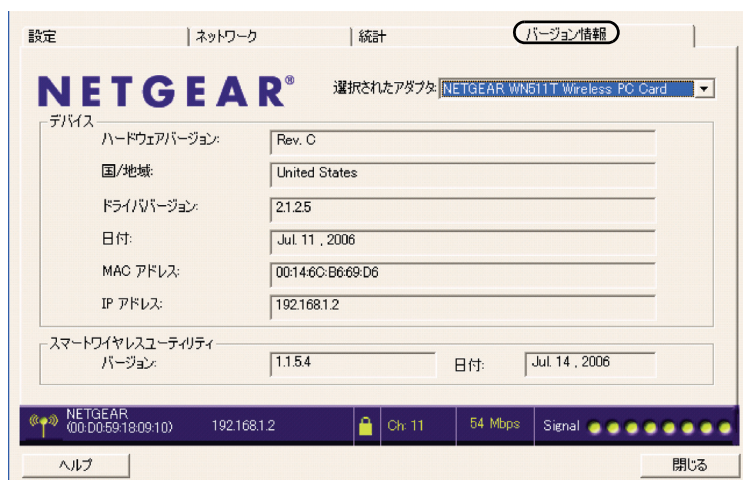 設定 ネットワーク 統計 バージョン情報
NETGEAR® 選択されたアダプタ: NETGEAR WN511T Wireless PC Card
デバイス
ハードウェアバージョン: Rev. C
国/地域: United States
ドライババージョン: 2.1.2.5
日付: Jul. 11 , 2006
MAC アドレス: 00:14:6C:B6:69:D6
IP アドレス: 192.168.1.2
スマートワイヤレスユーティリティ
バージョン: 1.1.5.4 日付: Jul. 14 , 2006
NETGEAR
(00:D0:59:18:09:10) 192.168.1.2 Ch: 11 54 Mbps Signal
ヘルプ 閉じる